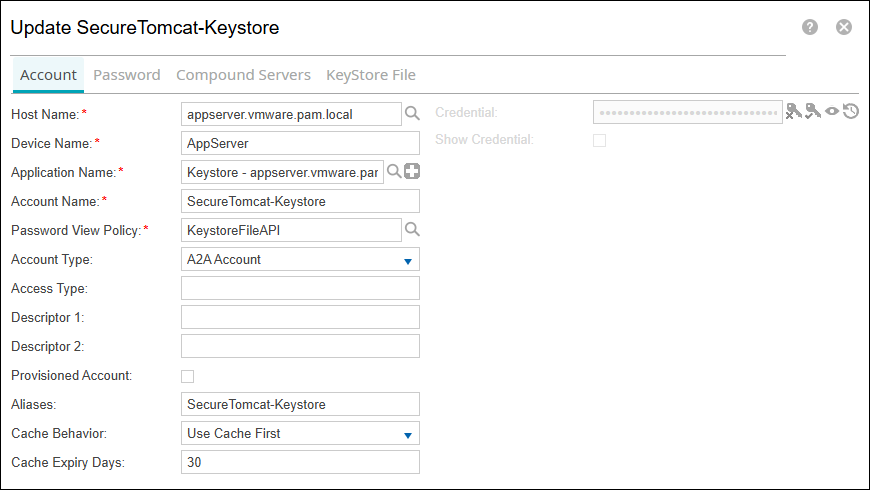 Update SecureTomcat-Keystore
Account Password Compound Servers KeyStore File
Host Name:* appserver.vmware.pam.local Credential: ••••••••••••••••••••••••••••
Device Name:* AppServer Show Credential:
Application Name:* Keystore - appserver.vmware.par
Account Name:* SecureTomcat-Keystore
Password View Policy:* KeystoreFileAPI
Account Type: A2A Account
Access Type:
Descriptor 1:
Descriptor 2:
Provisioned Account:
Aliases: SecureTomcat-Keystore
Cache Behavior: Use Cache First
Cache Expiry Days: 30